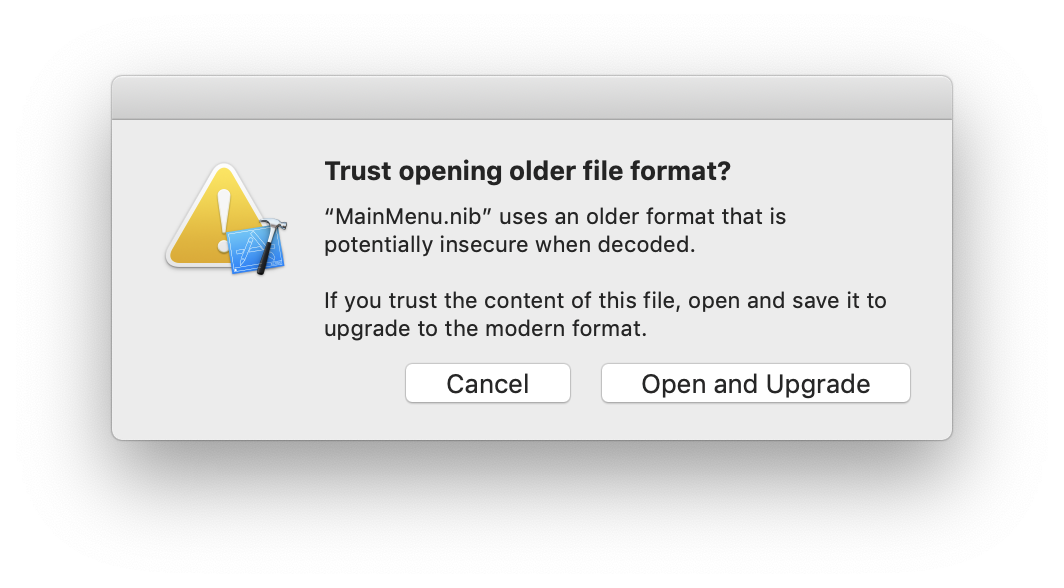 Trust opening older file format?
“MainMenu.nib” uses an older format that is
potentially insecure when decoded.
If you trust the content of this file, open and save it to
upgrade to the modern format.
Cancel
Open and Upgrade